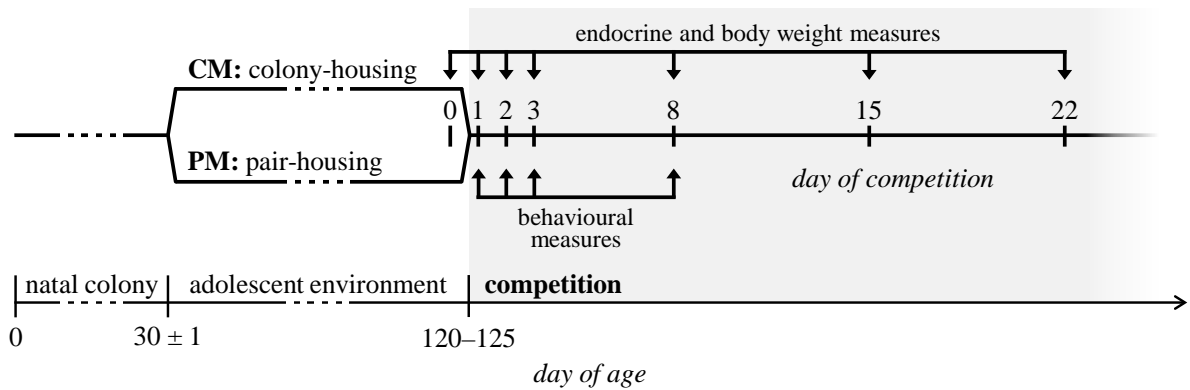 endocrine and body weight measures
CM: colony-housing
0 1 2 3 8 15 22
PM: pair-housing
day of competition
behavioural
measures
natal colony adolescent environment competition
0 30 ± 1 120–125
day of age